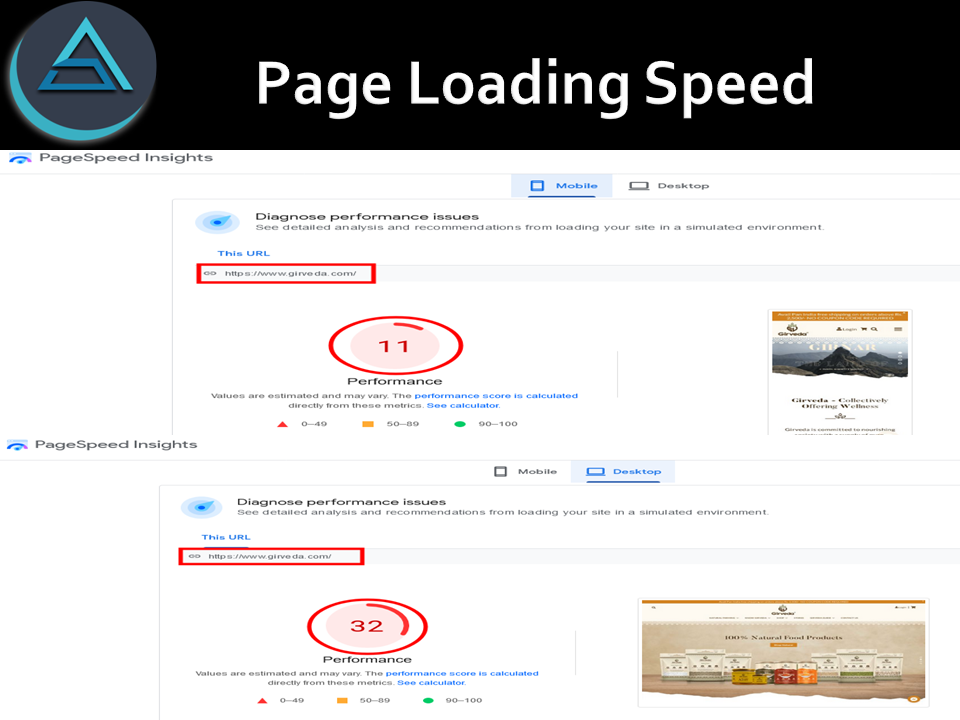 Page Loading Speed
PageSpeed Insights
Mobile
Desktop
Diagnose performance issues
See detailed analysis and recommendations from loading your site in a simulated environment.
This URL
https://www.girveda.com/
11
Performance
Values are estimated and may vary. The performance score is calculated
directly from these metrics. See calculator.
0–49
50–89
90–100
Girveda
Login
GIRNAR
Girveda - Collectively
Offering Wellness
Girveda is committed to nourishing
PageSpeed Insights
Mobile
Desktop
Diagnose performance issues
See detailed analysis and recommendations from loading your site in a simulated environment.
This URL
https://www.girveda.com/
32
Performance
Values are estimated and may vary. The performance score is calculated
directly from these metrics. See calculator.
0–49
50–89
90–100
Girveda
100% Natural Food Products